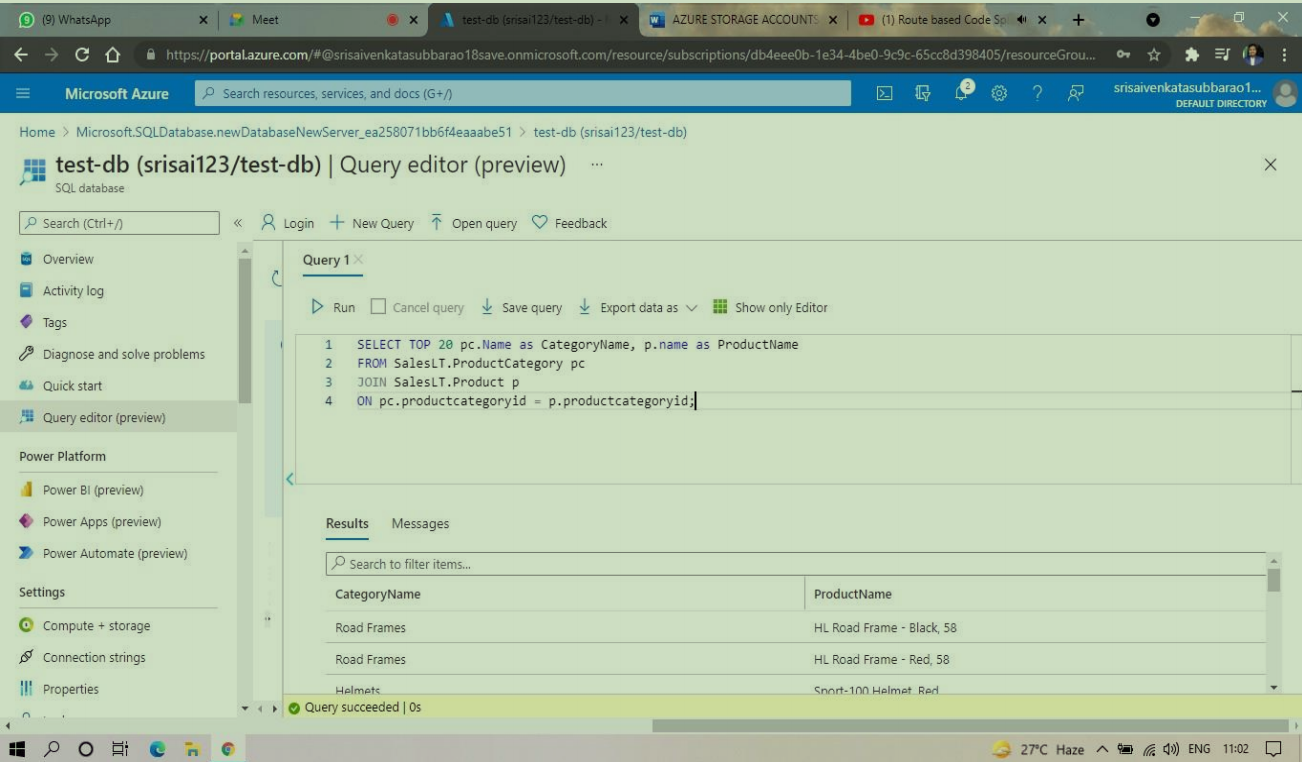 (9) WhatsApp
Meet
test-db (srisai123/test-db) -
AZURE STORAGE ACCOUNTS
(1) Route based Code Spl
https://portal.azure.com/#@srisaivenkatasubbarao18save.onmicrosoft.com/resource/subscriptions/db4eee0b-1e34-4be0-9c9c-65cc8d398405/resourceGrou...
Microsoft Azure
Search resources, services, and docs (G+/)
2
srisaivenkatasubbarao1...
DEFAULT DIRECTORY
Home > Microsoft.SQLDatabase.newDatabaseNewServer_ea258071bb6f4eaaabe51 > test-db (srisai123/test-db)
test-db (srisai123/test-db) | Query editor (preview) ...
SQL database
Search (Ctrl+/)
«
Login
New Query
Open query
Feedback
Overview
Activity log
Tags
Diagnose and solve problems
Quick start
Query editor (preview)
Power Platform
Power BI (preview)
Power Apps (preview)
Power Automate (preview)
Settings
Compute + storage
Connection strings
Properties
Query 1
Run
Cancel query
Save query
Export data as
Show only Editor
1 SELECT TOP 20 pc.Name as CategoryName, p.name as ProductName
2 FROM SalesLT.ProductCategory pc
3 JOIN SalesLT.Product p
4 ON pc.productcategoryid = p.productcategoryid;
Results Messages
Search to filter items...
CategoryName ProductName
Road Frames HL Road Frame - Black, 58
Road Frames HL Road Frame - Red, 58
Helmets Sport-100 Helmet, Red
Query succeeded | 0s
27°C Haze ENG 11:02